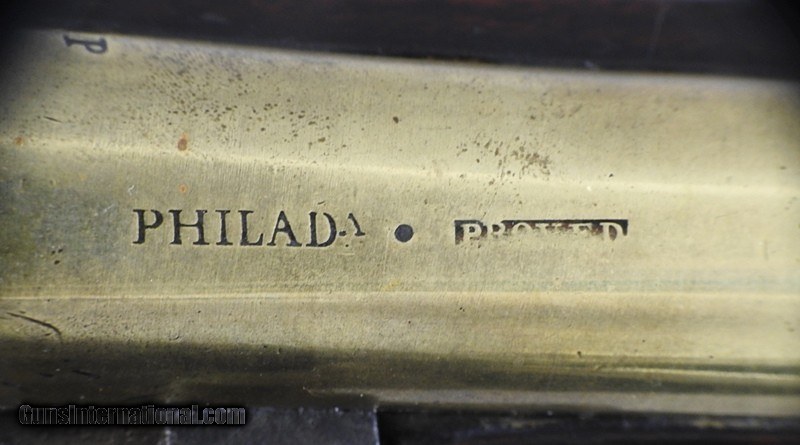 P
PHILADA • PROVED
GunsInternational.com